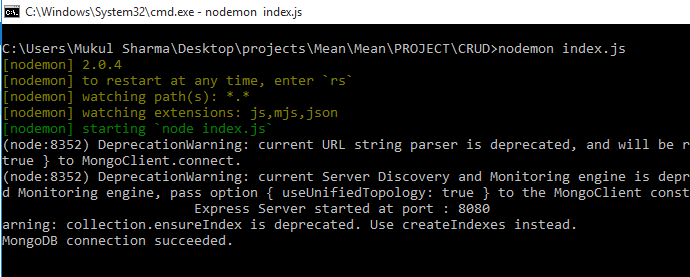 C:\Windows\System32\cmd.exe - nodemon index.js
C:\Users\Mukul Sharma\Desktop\projects\Mean\Mean\PROJECT\CRUD>nodemon index.js
[nodemon] 2.0.4
[nodemon] to restart at any time, enter `rs`
[nodemon] watching path(s): *.*
[nodemon] watching extensions: js,mjs,json
[nodemon] starting `node index.js`
(node:8352) DeprecationWarning: current URL string parser is deprecated, and will be r
true } to MongoClient.connect.
(node:8352) DeprecationWarning: current Server Discovery and Monitoring engine is depr
d Monitoring engine, pass option { useUnifiedTopology: true } to the MongoClient const
Express Server started at port : 8080
arning: collection.ensureIndex is deprecated. Use createIndexes instead.
MongoDB connection succeeded.